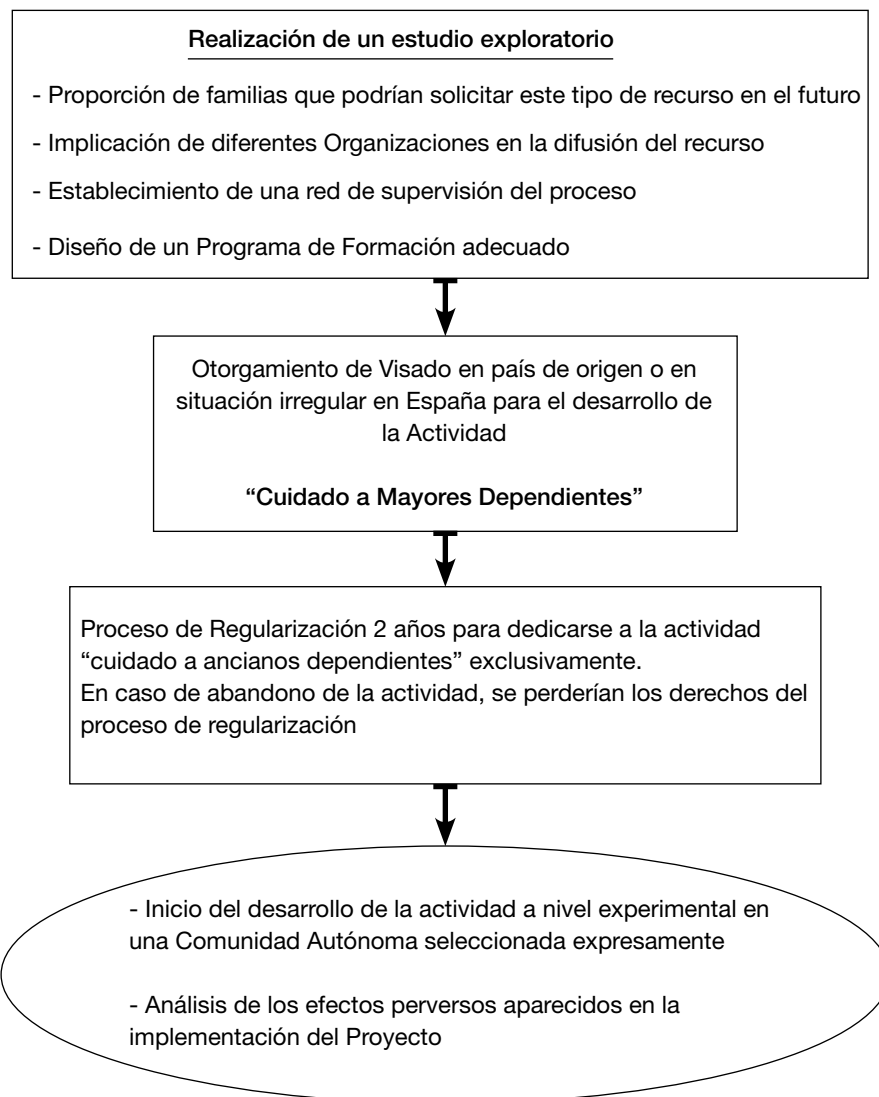 Realización de un estudio exploratorio
- Proporción de familias que podrían solicitar este tipo de recurso en el futuro
- Implicación de diferentes Organizaciones en la difusión del recurso
- Establecimiento de una red de supervisión del proceso
- Diseño de un Programa de Formación adecuado
Otorgamiento de Visado en país de origen o en
situación irregular en España para el desarrollo de
la Actividad
“Cuidado a Mayores Dependientes”
Proceso de Regularización 2 años para dedicarse a la actividad
“cuidado a ancianos dependientes” exclusivamente.
En caso de abandono de la actividad, se perderían los derechos del
proceso de regularización
- Inicio del desarrollo de la actividad a nivel experimental en
una Comunidad Autónoma seleccionada expresamente
- Análisis de los efectos perversos aparecidos en la
implementación del Proyecto